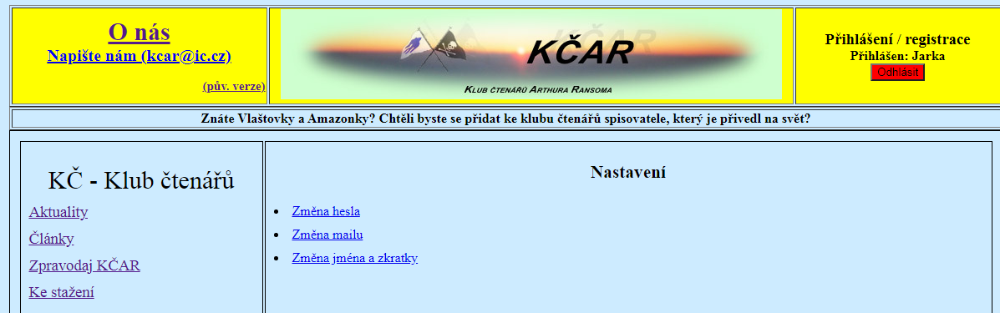 O nás
Napište nám (kcar@ic.cz)
(pův. verze)
KČAR
Klub čtenářů Arthura Ransoma
Přihlášení / registrace
Přihlášen: Jarka
Odhlásit
Znáte Vlaštovky a Amazonky? Chtěli byste se přidat ke klubu čtenářů spisovatele, který je přivedl na svět?
KČ - Klub čtenářů
Aktuality
Články
Zpravodaj KČAR
Ke stažení
Nastavení
Změna hesla
Změna mailu
Změna jména a zkratky